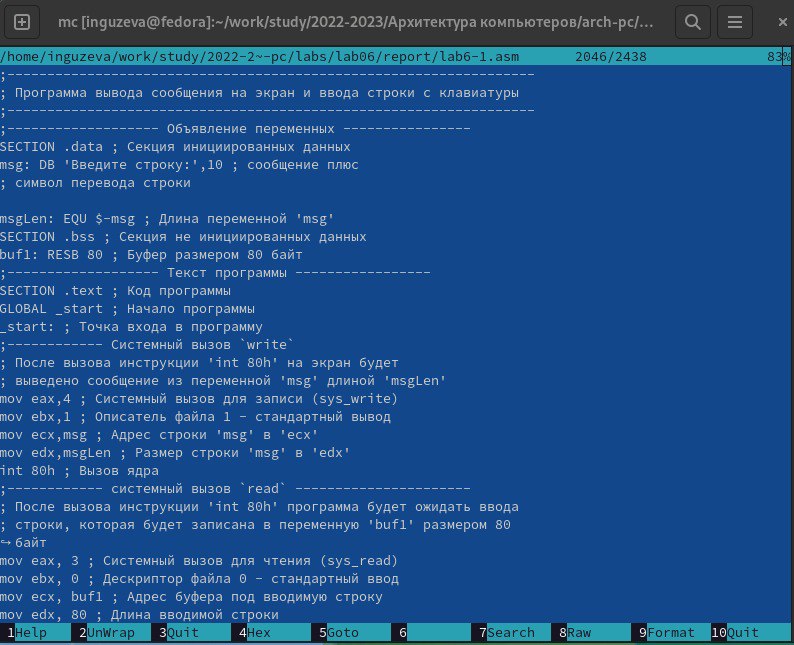 mc [inguzeva@fedora]:~/work/study/2022-2023/Архитектура компьютеров/arch-pc/…
/home/inguzeva/work/study/2022-2~-pc/labs/lab06/report/lab6-1.asm 2046/2438 83%
;------------------------------------------------------------------
; Программа вывода сообщения на экран и ввода строки с клавиатуры
;------------------------------------------------------------------
;------------------- Объявление переменных ----------------
SECTION .data ; Секция инициированных данных
msg: DB 'Введите строку:',10 ; сообщение плюс
; символ перевода строки
msgLen: EQU $-msg ; Длина переменной 'msg'
SECTION .bss ; Секция не инициированных данных
buf1: RESB 80 ; Буфер размером 80 байт
;------------------- Текст программы -----------------
SECTION .text ; Код программы
GLOBAL _start ; Начало программы
_start: ; Точка входа в программу
;------------ Системный вызов `write`
; После вызова инструкции 'int 80h' на экран будет
; выведено сообщение из переменной 'msg' длиной 'msgLen'
mov eax,4 ; Системный вызов для записи (sys_write)
mov ebx,1 ; Описатель файла 1 - стандартный вывод
mov ecx,msg ; Адрес строки 'msg' в 'ecx'
mov edx,msgLen ; Размер строки 'msg' в 'edx'
int 80h ; Вызов ядра
;------------ системный вызов `read` ----------------------
; После вызова инструкции 'int 80h' программа будет ожидать ввода
; строки, которая будет записана в переменную 'buf1' размером 80
↪ байт
mov eax, 3 ; Системный вызов для чтения (sys_read)
mov ebx, 0 ; Дескриптор файла 0 - стандартный ввод
mov ecx, buf1 ; Адрес буфера под вводимую строку
mov edx, 80 ; Длина вводимой строки
1Help 2UnWrap 3Quit 4Hex 5Goto 6 7Search 8Raw 9Format 10Quit